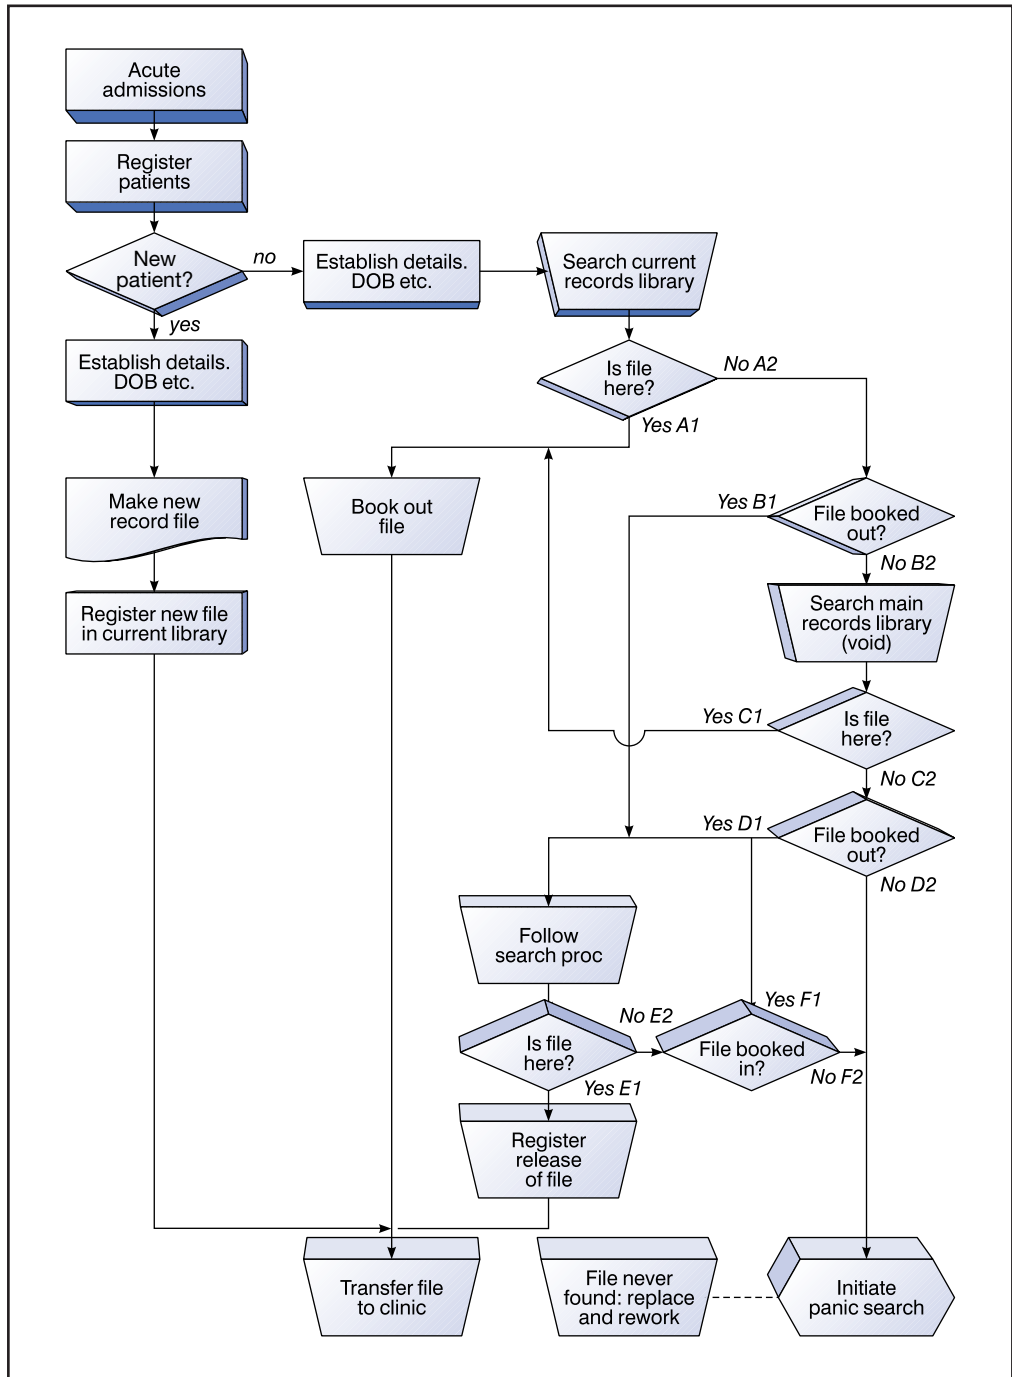 Acute
admissions
Register
patients
New
patient?
no
Establish details.
DOB etc.
Search current
records library
yes
Establish details.
DOB etc.
Is file
here?
No A2
Yes A1
Make new
record file
Book out
file
Yes B1
File booked
out?
No B2
Register new file
in current library
Search main
records library
(void)
Yes C1
Is file
here?
No C2
Yes D1
File booked
out?
No D2
Follow
search proc
Is file
here?
No E2
Yes F1
File booked
in?
No F2
Yes E1
Register
release
of file
Transfer file
to clinic
File never
found: replace
and rework
Initiate
panic search